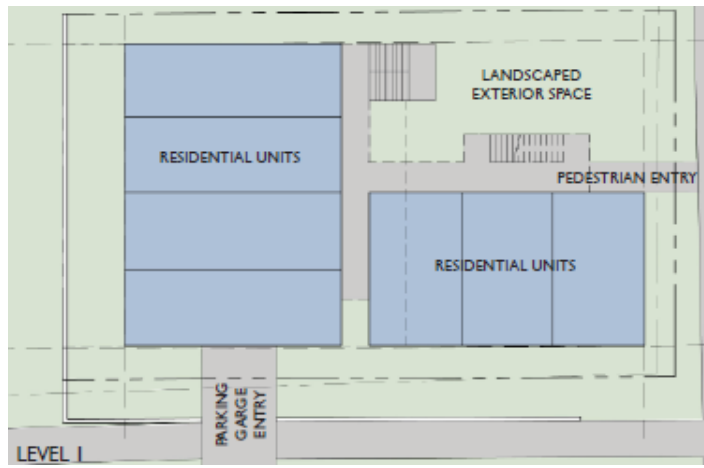 LANDSCAPED
EXTERIOR SPACE
RESIDENTIAL UNITS
PEDESTRIAN ENTRY
RESIDENTIAL UNITS
PARKING
GARGE
ENTRY
LEVEL 1